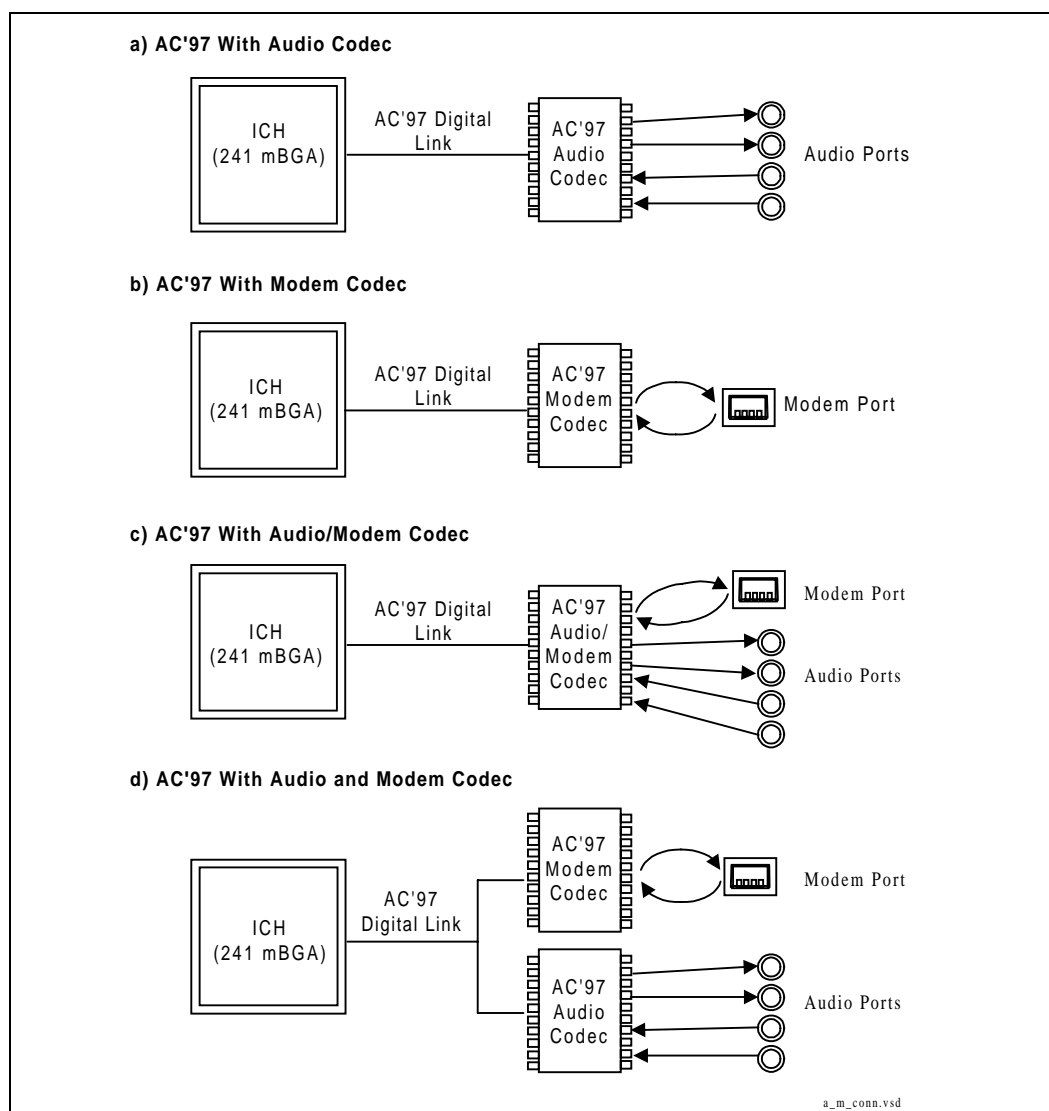 a) AC'97 With Audio Codec
ICH
(241 mBGA)
AC'97 Digital
Link
AC'97
Audio
Codec
Audio Ports
b) AC'97 With Modem Codec
ICH
(241 mBGA)
AC'97 Digital
Link
AC'97
Modem
Codec
Modem Port
c) AC'97 With Audio/Modem Codec
ICH
(241 mBGA)
AC'97 Digital
Link
AC'97
Audio/
Modem
Codec
Modem Port
Audio Ports
d) AC'97 With Audio and Modem Codec
ICH
(241 mBGA)
AC'97
Digital Link
AC'97
Modem
Codec
Modem Port
AC'97
Audio
Codec
Audio Ports
a_m_conn.vsd